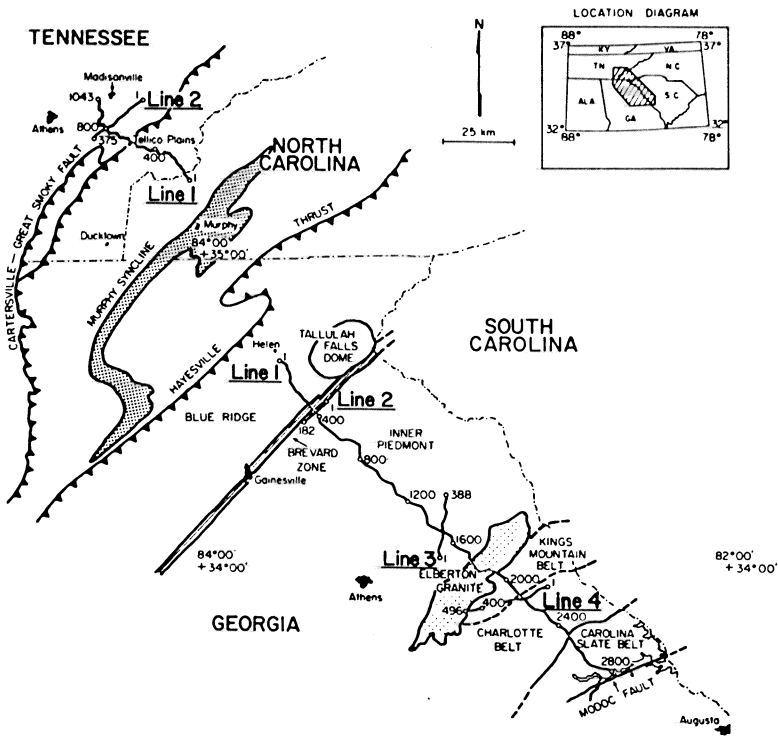 LOCATION DIAGRAM
88°
78°
37°
37°
KY
VA
TN
N C
ALA
S C
GA
32°
32°
88°
78°
N
25 km
TENNESSEE
Madisonville
1043
1
Line 2
Athens
800
375
Tellico Plains
400
Line 1
NORTH
CAROLINA
CARTERSVILLE – GREAT SMOKY FAULT
Ducktown
Murphy
84°00'
+35°00'
MURPHY SYNCLINE
HAYESVILLE
THRUST
TALLULAH
FALLS
DOME
SOUTH
CAROLINA
Helen
1
Line 1
BLUE RIDGE
Line 2
1
182
400
BREVARD
ZONE
INNER
PIEDMONT
800
Gainesville
1200
388
1600
84°00'
+34°00'
Line 3
1
KINGS
MOUNTAIN
BELT
82°00'
+34°00'
ELBERTON
GRANITE
2000
1
Athens
496
400
Line 4
2400
GEORGIA
CHARLOTTE
BELT
CAROLINA
SLATE BELT
2800
MODOC FAULT
Augusta